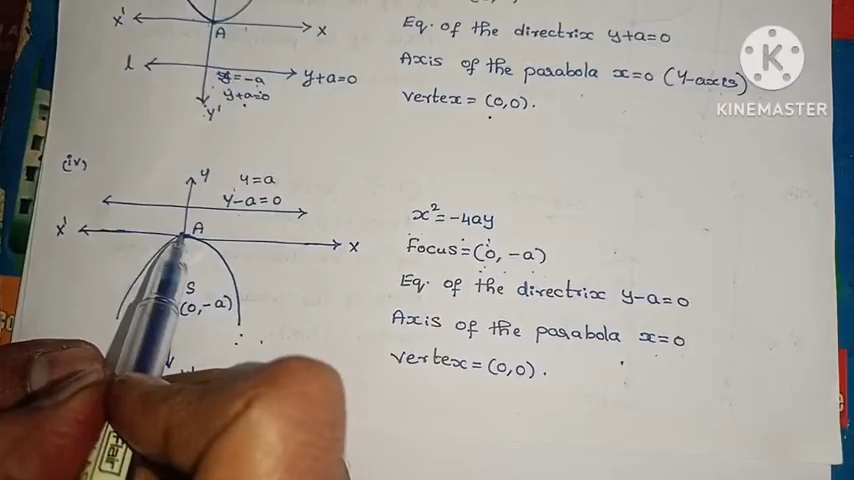 x' A x
Eq. of the directrix y+a=0
l y=-a y+a=0
y+a=0
Axis of the parabola x=0 (y-axis)
y'
vertex = (0,0).
K
KINEMASTER
(iv)
y y=a
y-a=0
x' A x
x²=-4ay
Focus=(0,-a)
S
(0,-a)
Eq. of the directrix y-a=0
Axis of the parabola x=0
vertex=(0,0).
Flair